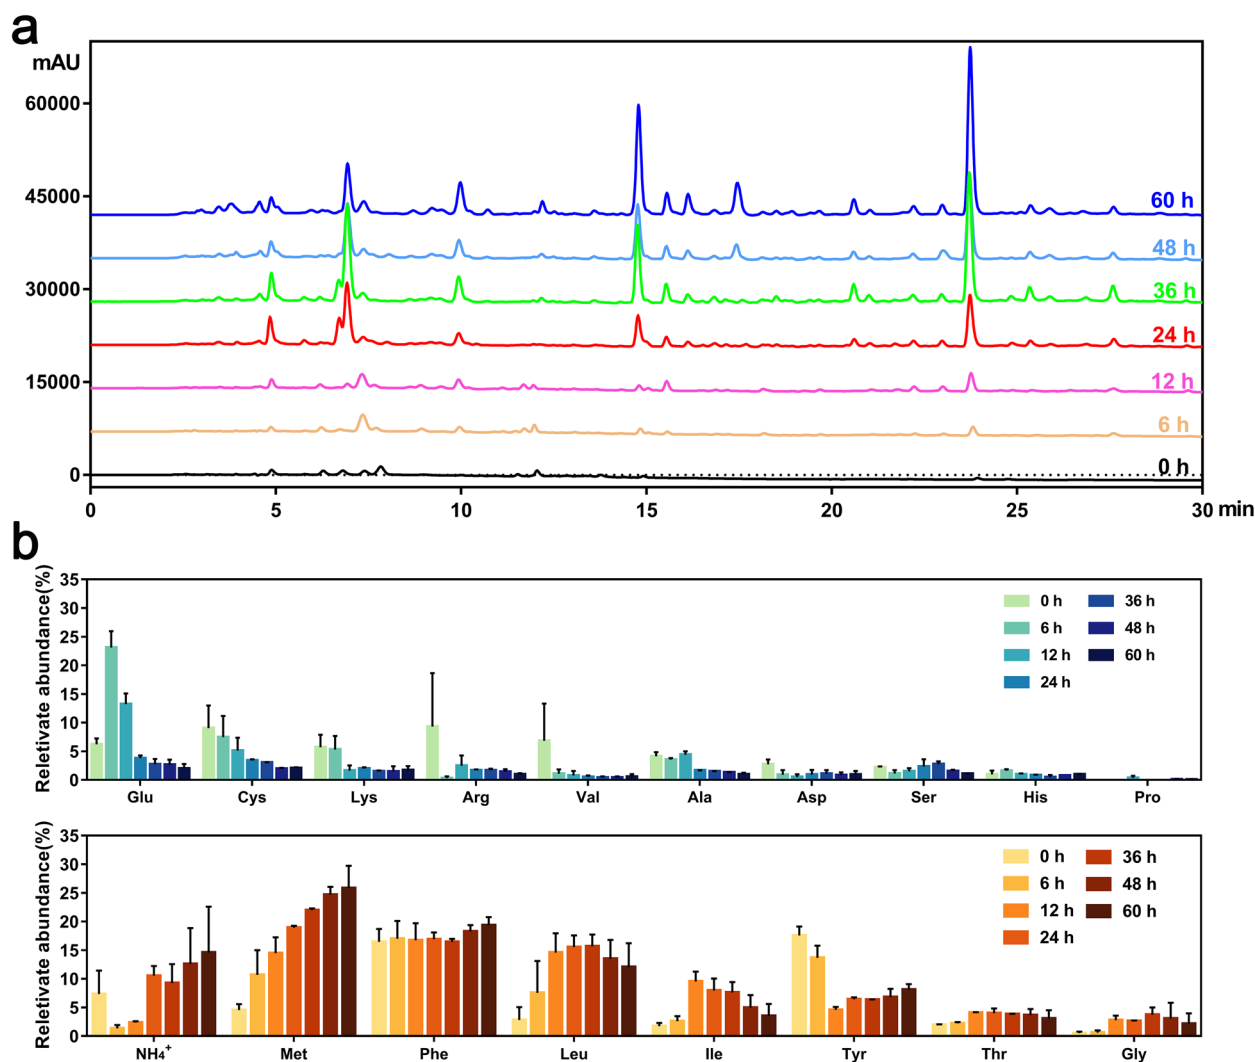 a
mAU
60000
45000
30000
15000
0
60 h
48 h
36 h
24 h
12 h
6 h
0 h
0 5 10 15 20 25 30 min
b
Reletivate abundance(%)
35
30
25
20
15
10
5
0
0 h 36 h
6 h 48 h
12 h 60 h
24 h
Glu Cys Lys Arg Val Ala Asp Ser His Pro
Reletivate abundance(%)
35
30
25
20
15
10
5
0
0 h 36 h
6 h 48 h
12 h 60 h
24 h
NH₄⁺ Met Phe Leu Ile Tyr Thr Gly